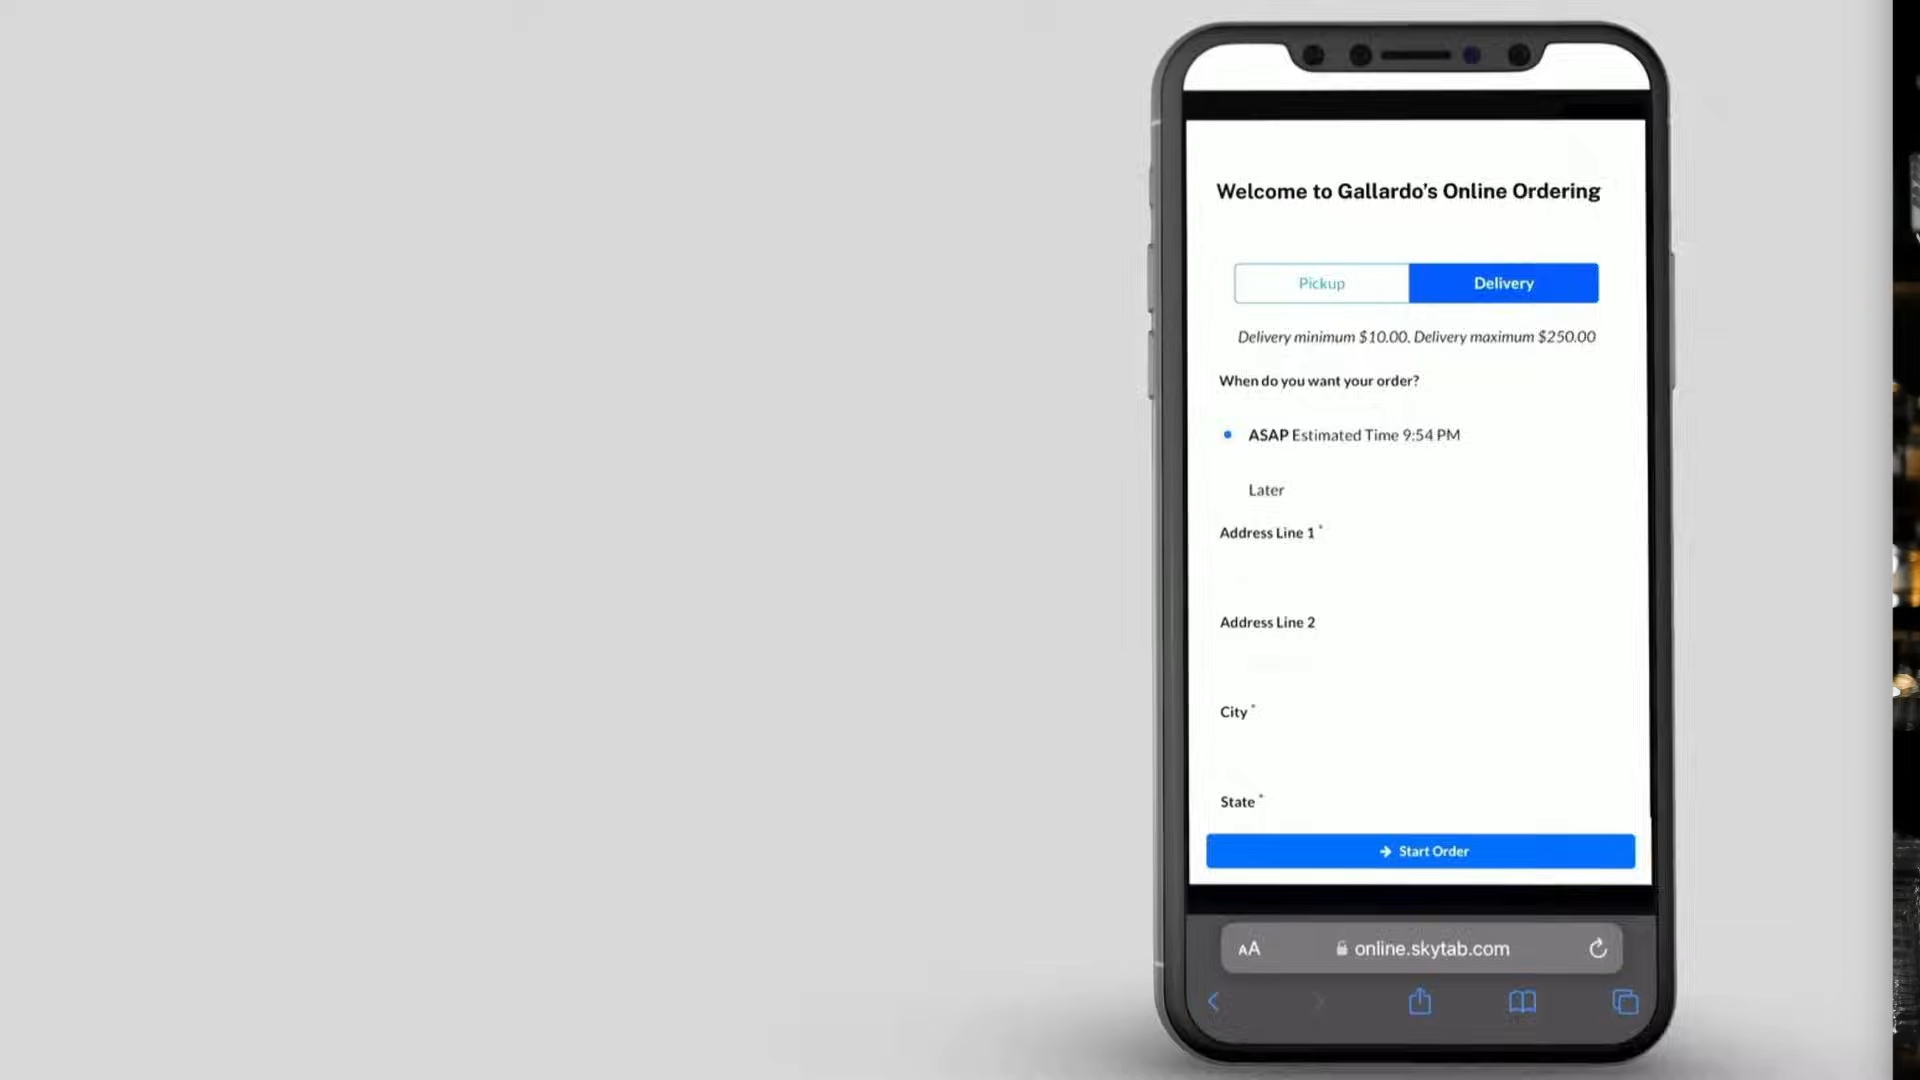 Welcome to Gallardo’s Online Ordering
Pickup
Delivery
Delivery minimum $10.00. Delivery maximum $250.00
When do you want your order?
ASAP Estimated Time 9:54 PM
Later
Address Line 1 *
Address Line 2
City *
State *
→ Start Order
AA
online.skytab.com